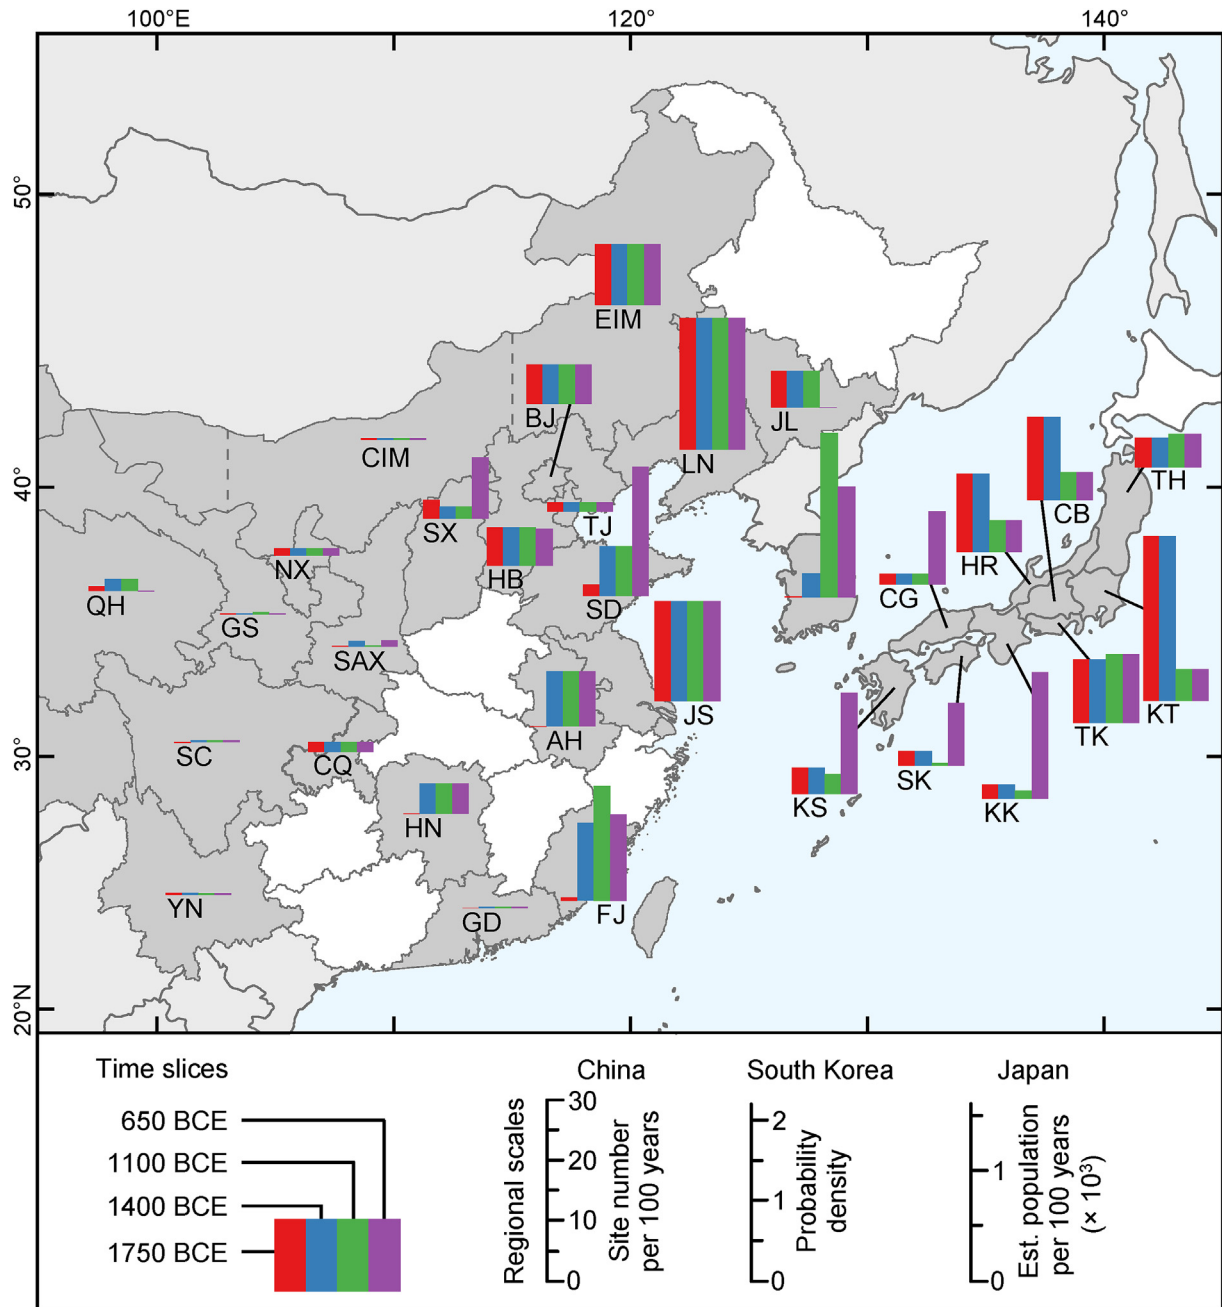 100°E
120°
140°
50°
40°
30°
20°N
EIM
BJ
LN
JL
CIM
TH
CB
SX
TJ
HR
NX
HB
QH
SD
CG
GS
SAX
JS
AH
TK
KT
SC
CQ
KS
SK
KK
HN
YN
GD
FJ
Time slices
650 BCE
1100 BCE
1400 BCE
1750 BCE
China
Regional scales
Site number
per 100 years
30
20
10
0
South Korea
2
1
0
Probability
density
Japan
1
0
Est. population
per 100 years
(× 10³)